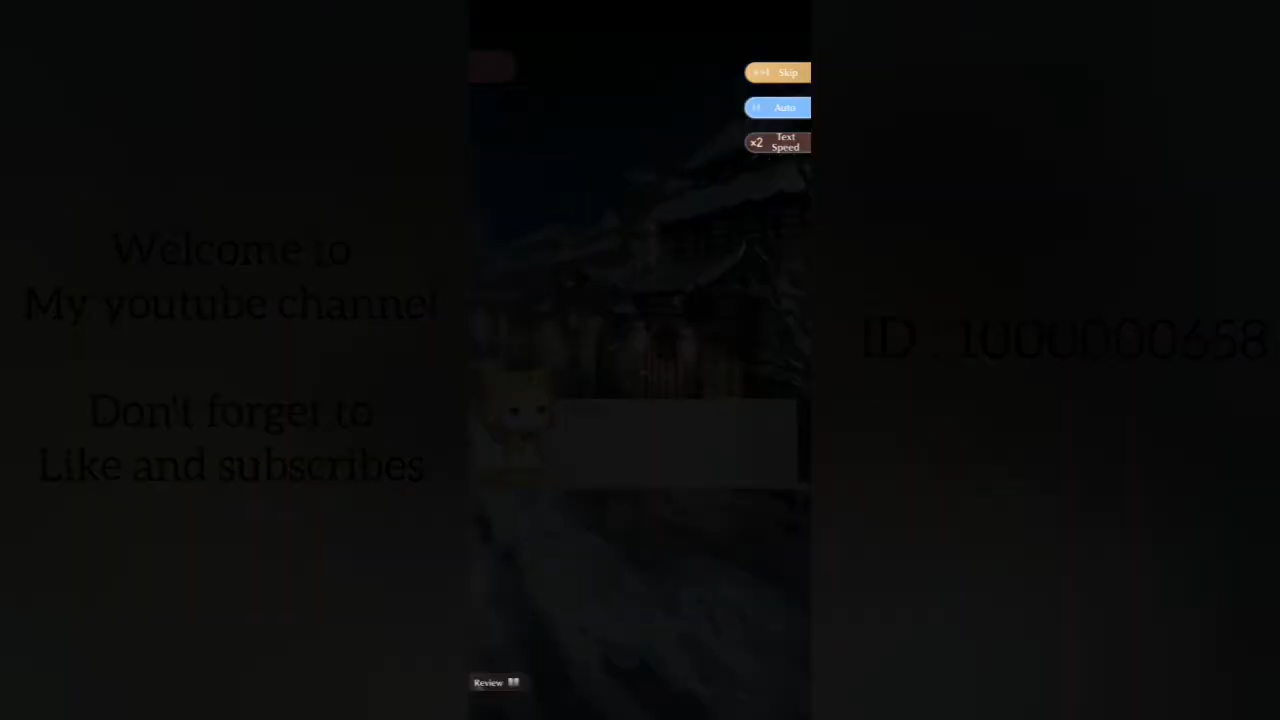 Welcome to
My youtube channel
Don't forget to
Like and subscribes
Skip
Auto
×2 Text
Speed
Review
ID : 1000000658